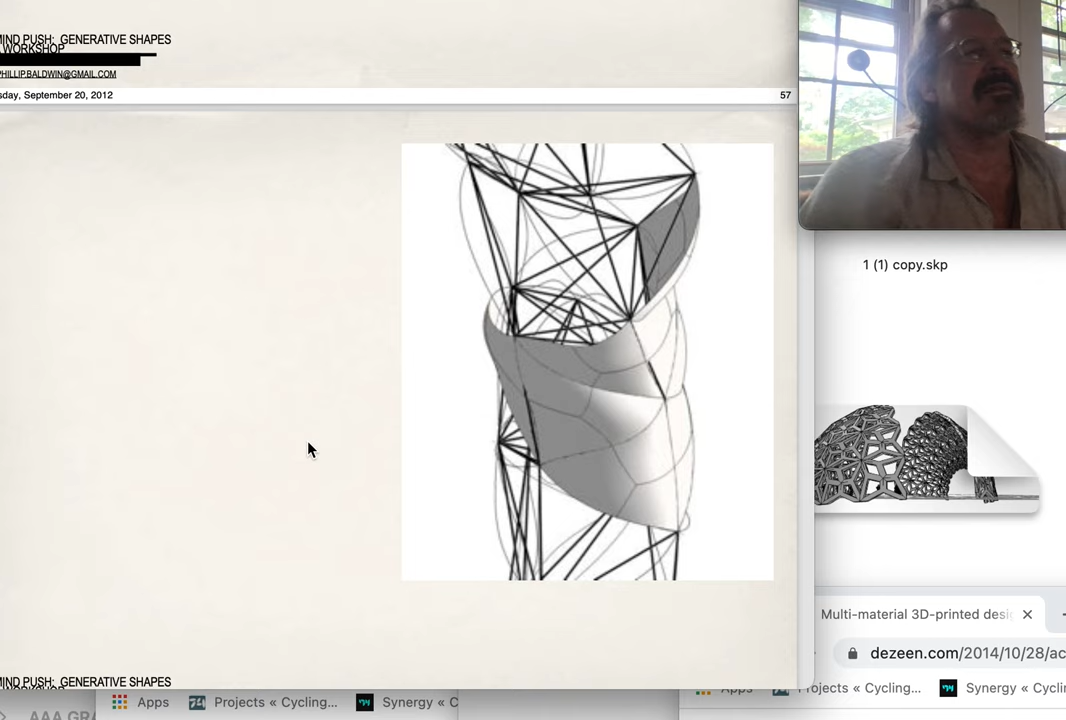 MIND PUSH: GENERATIVE SHAPES
WORKSHOP
PHILLIP.BALDWIN@GMAIL.COM
sday, September 20, 2012
57
1 (1) copy.skp
Multi-material 3D-printed desi
dezeen.com/2014/10/28/ac
MIND PUSH: GENERATIVE SHAPES
Apps
Projects « Cycling...
Synergy « C
Apps
Projects « Cycling...
Synergy « Cycli
AAA GRA